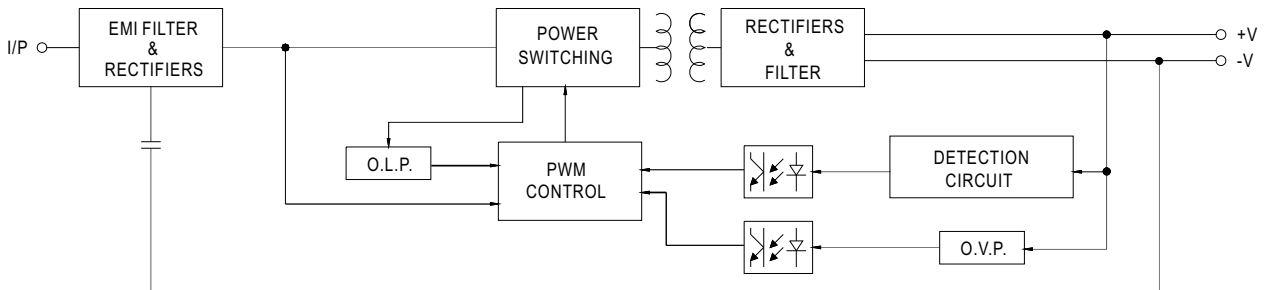 I/P
EMI FILTER
&
RECTIFIERS
POWER
SWITCHING
RECTIFIERS
&
FILTER
+V
-V
O.L.P.
PWM
CONTROL
DETECTION
CIRCUIT
O.V.P.